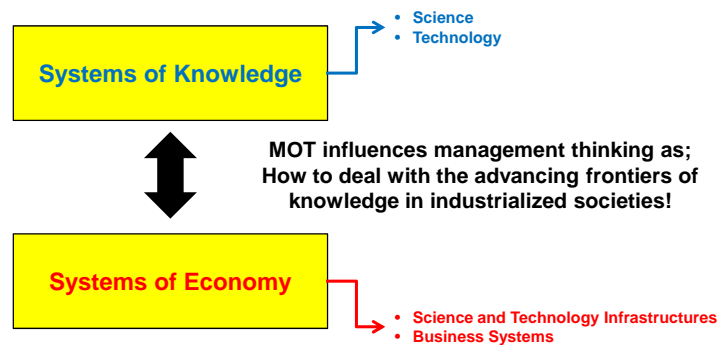 • Science
• Technology
Systems of Knowledge
MOT influences management thinking as;
How to deal with the advancing frontiers of
knowledge in industrialized societies!
Systems of Economy
• Science and Technology Infrastructures
• Business Systems